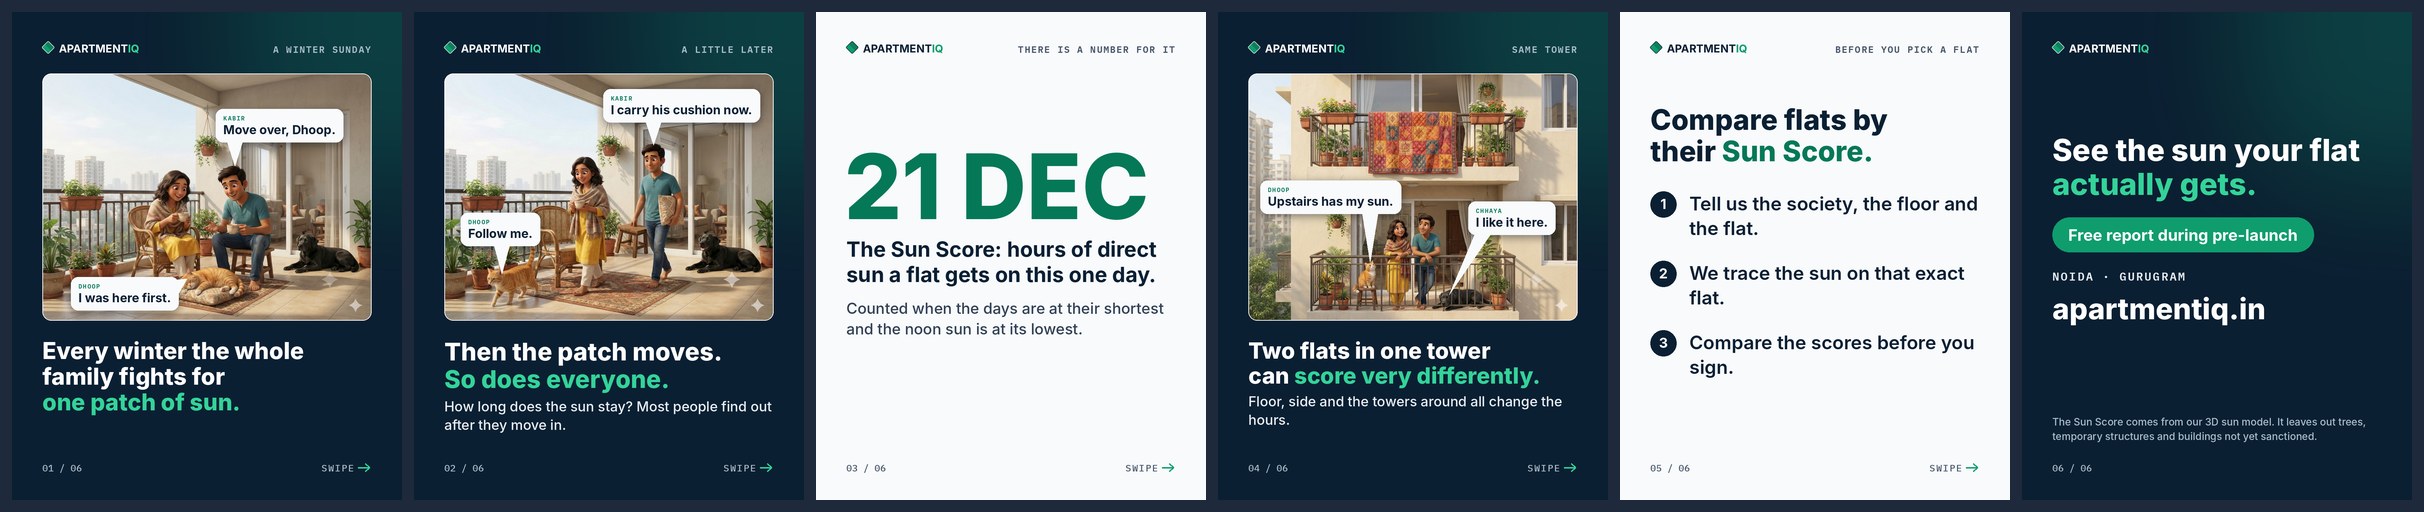 APARTMENTIQ
A WINTER SUNDAY
KABIR
Move over, Dhoop.
DHOOP
I was here first.
Every winter the whole
family fights for
one patch of sun.
01 / 06
SWIPE →
APARTMENTIQ
A LITTLE LATER
KABIR
I carry his cushion now.
DHOOP
Follow me.
Then the patch moves.
So does everyone.
How long does the sun stay? Most people find out
after they move in.
02 / 06
SWIPE →
APARTMENTIQ
THERE IS A NUMBER FOR IT
21 DEC
The Sun Score: hours of direct
sun a flat gets on this one day.
Counted when the days are at their shortest
and the noon sun is at its lowest.
03 / 06
SWIPE →
APARTMENTIQ
SAME TOWER
DHOOP
Upstairs has my sun.
CHHAYA
I like it here.
Two flats in one tower
can score very differently.
Floor, side and the towers around all change the
hours.
04 / 06
SWIPE →
APARTMENTIQ
BEFORE YOU PICK A FLAT
Compare flats by
their Sun Score.
1 Tell us the society, the floor and
the flat.
2 We trace the sun on that exact
flat.
3 Compare the scores before you
sign.
05 / 06
SWIPE →
APARTMENTIQ
See the sun your flat
actually gets.
Free report during pre-launch
NOIDA · GURUGRAM
apartmentiq.in
The Sun Score comes from our 3D sun model. It leaves out trees,
temporary structures and buildings not yet sanctioned.
06 / 06